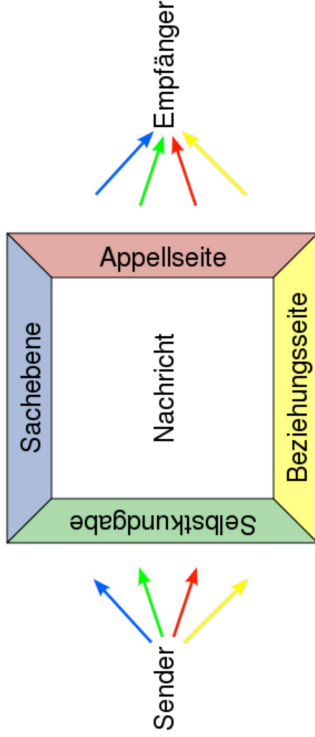 Sachebene
Sender
Selbstkundgabe
Nachricht
Appellseite
Empfänger
Beziehungsseite